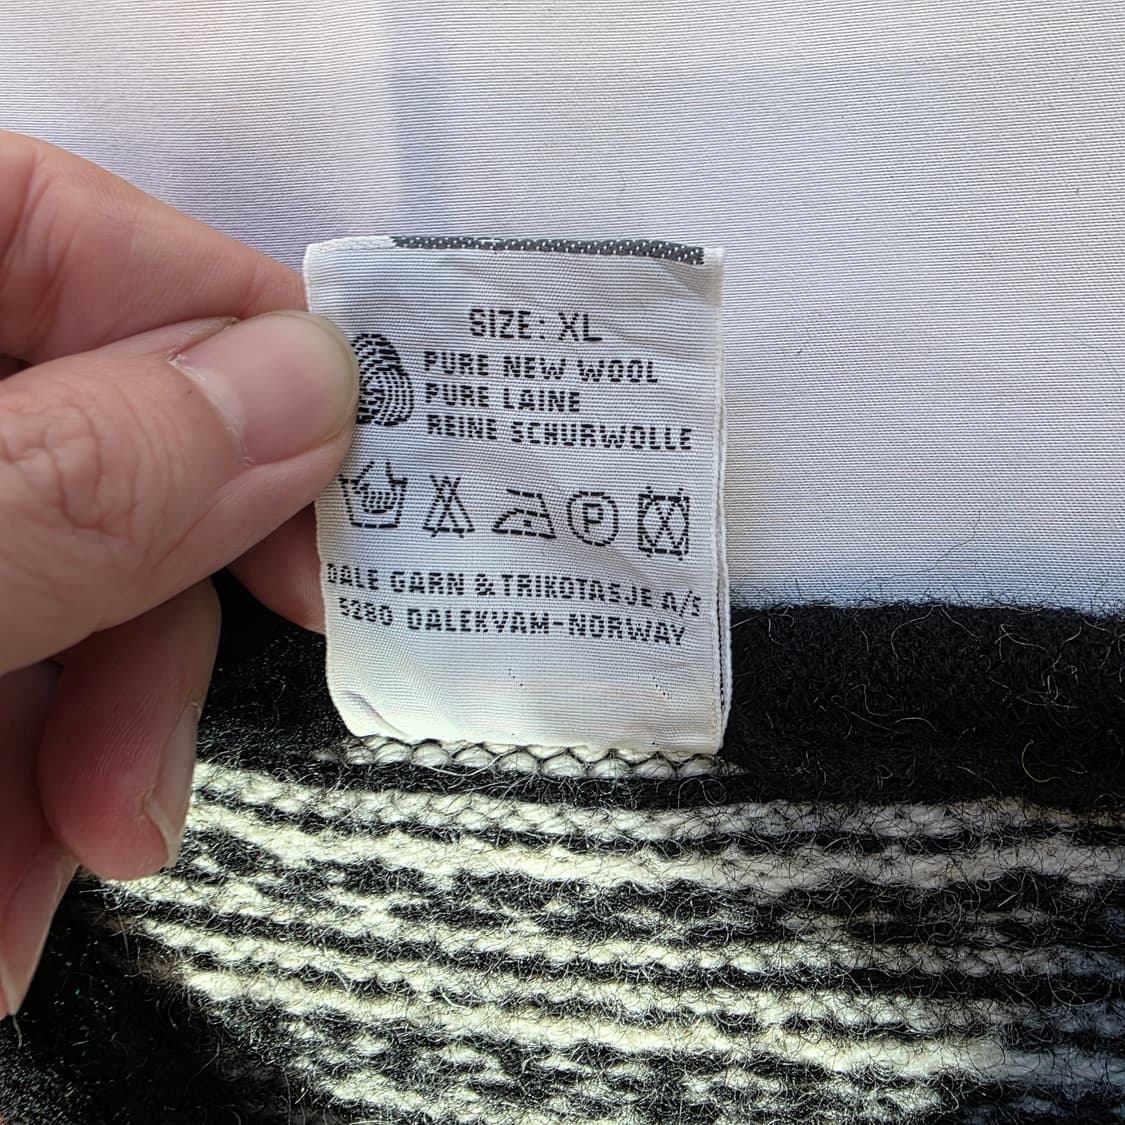 SIZE: XL
PURE NEW WOOL
PURE LAINE
REINE SCHURWOLLE
P
DALE GARN & TRIKOTASJE A/S
5280 DALEKVAM-NORWAY